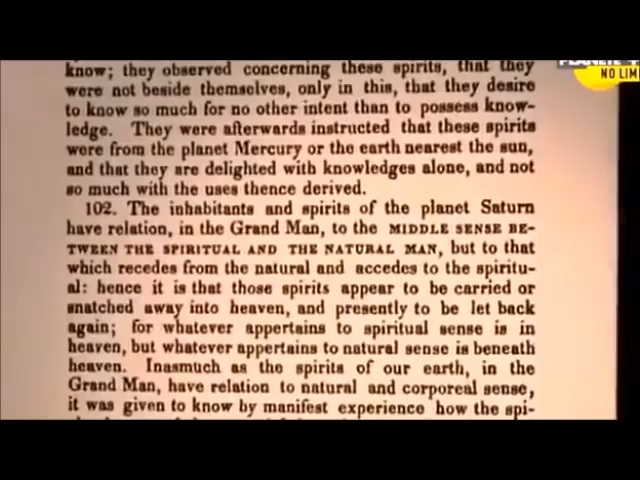 PLANETE +
NO LIM
know; they observed concerning these spirits, that they
were not beside themselves, only in this, that they desire
to know so much for no other intent than to possess know-
ledge. They were afterwards instructed that these spirits
were from the planet Mercury or the earth nearest the sun,
and that they are delighted with knowledges alone, and not
so much with the uses thence derived.
102. The inhabitants and spirits of the planet Saturn
have relation, in the Grand Man, to the MIDDLE SENSE BE-
TWEEN THE SPIRITUAL AND THE NATURAL MAN, but to that
which recedes from the natural and accedes to the spiritu-
al: hence it is that those spirits appear to be carried or
snatched away into heaven, and presently to be let back
again; for whatever appertains to spiritual sense is in
heaven, but whatever appertains to natural sense is beneath
heaven. Inasmuch as the spirits of our earth, in the
Grand Man, have relation to natural and corporeal sense,
it was given to know by manifest experience how the spi-